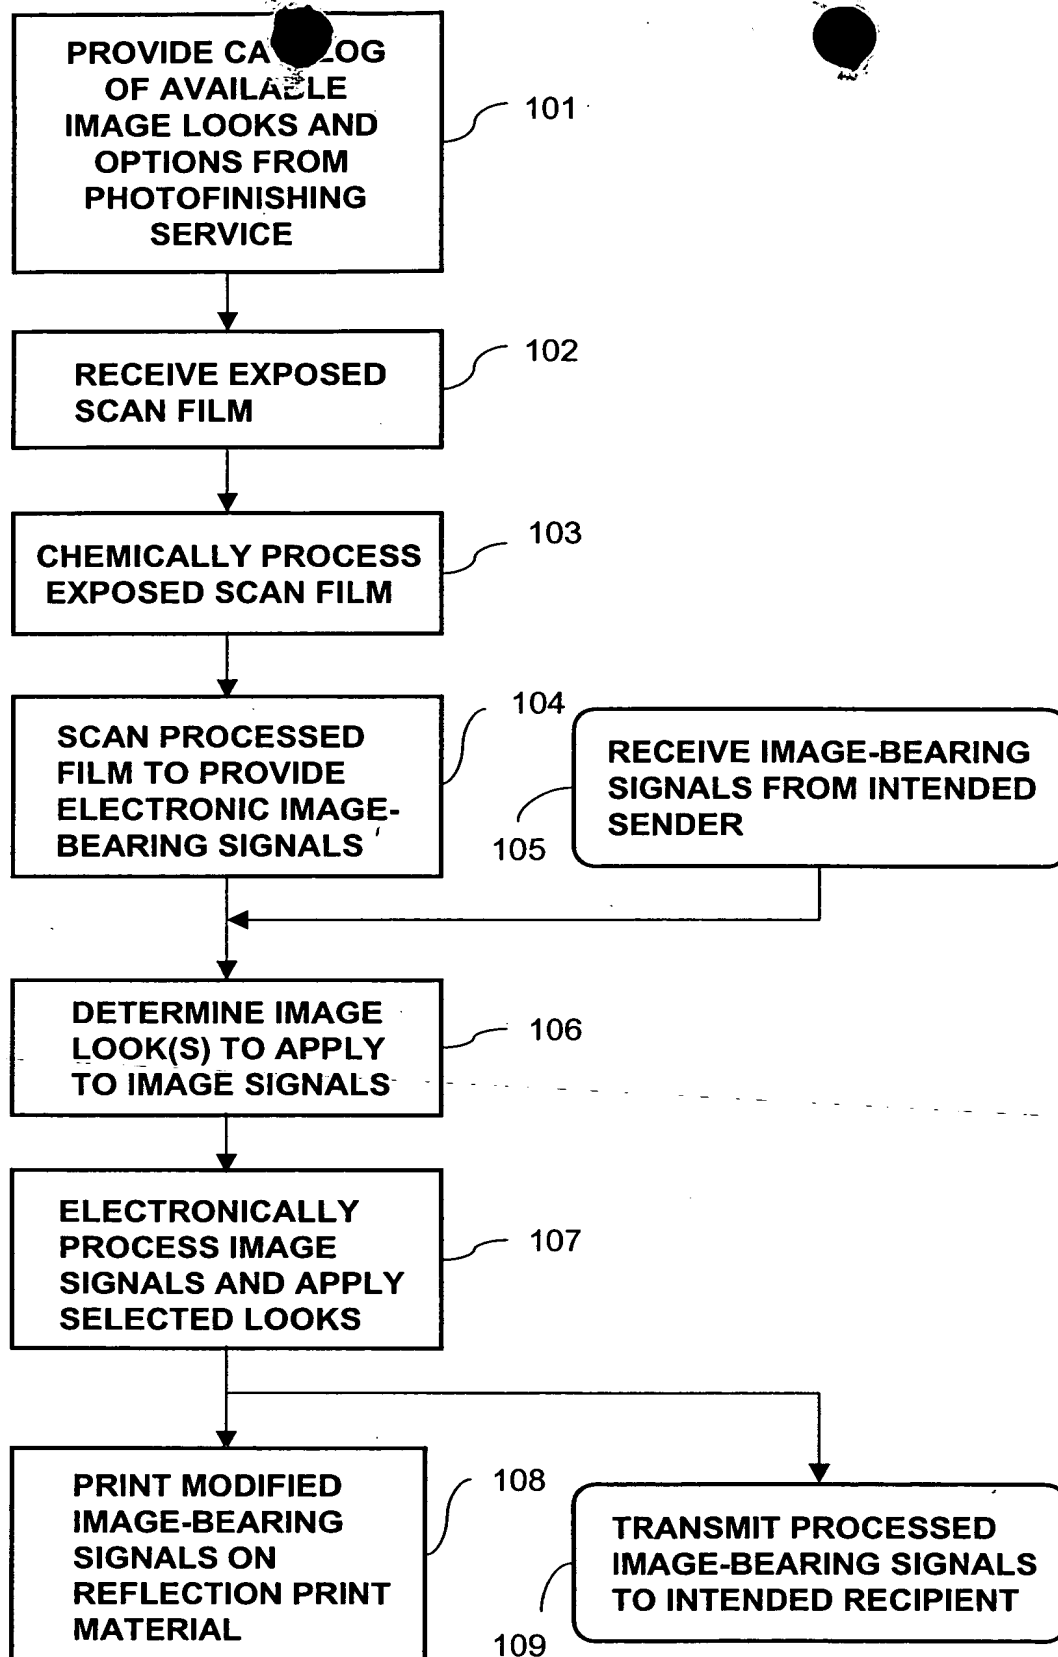 PROVIDE CATALOG
OF AVAILABLE
IMAGE LOOKS AND
OPTIONS FROM
PHOTOFINISHING
SERVICE
101
RECEIVE EXPOSED
SCAN FILM
102
CHEMICALLY PROCESS
EXPOSED SCAN FILM
103
SCAN PROCESSED
FILM TO PROVIDE
ELECTRONIC IMAGE-
BEARING SIGNALS
104
RECEIVE IMAGE-BEARING
SIGNALS FROM INTENDED
SENDER
105
DETERMINE IMAGE
LOOK(S) TO APPLY
TO IMAGE SIGNALS
106
ELECTRONICALLY
PROCESS IMAGE
SIGNALS AND APPLY
SELECTED LOOKS
107
PRINT MODIFIED
IMAGE-BEARING
SIGNALS ON
REFLECTION PRINT
MATERIAL
108
TRANSMIT PROCESSED
IMAGE-BEARING SIGNALS
TO INTENDED RECIPIENT
109